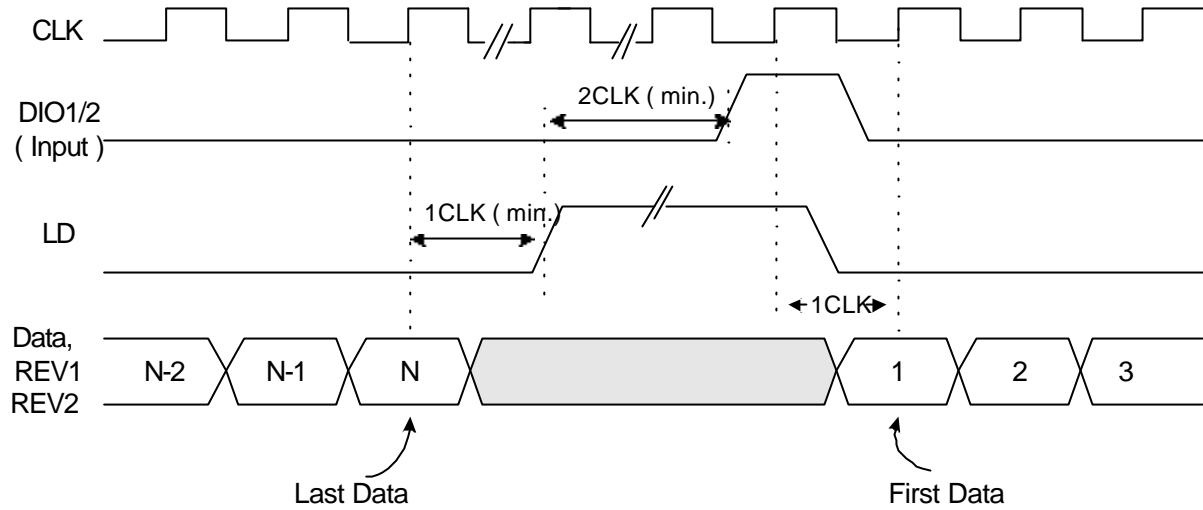 CLK
DIO1/2
( Input )
2CLK ( min.)
LD
1CLK ( min.)
1CLK
Data,
REV1
REV2
N-2
N-1
N
1
2
3
Last Data
First Data